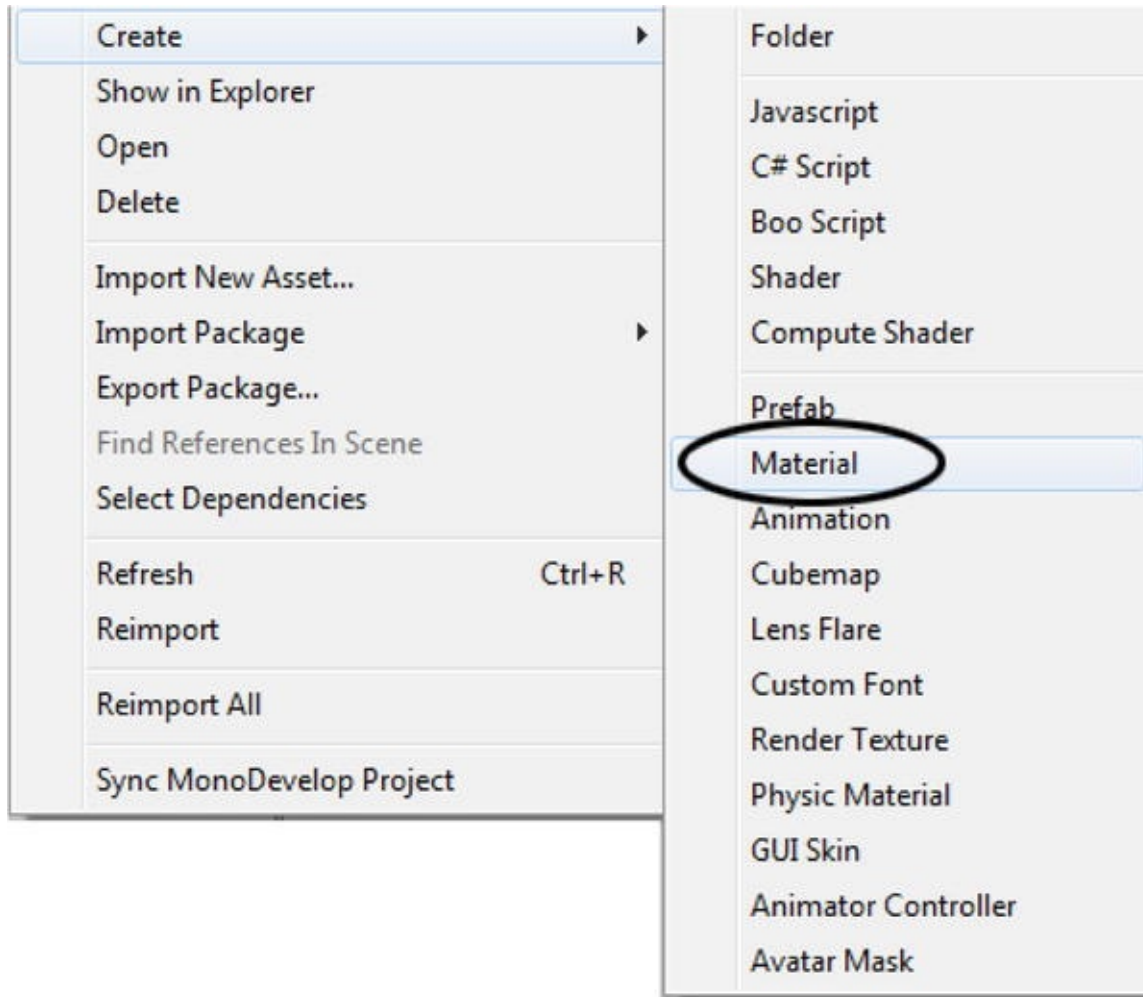 Create
Show in Explorer
Open
Delete
Import New Asset...
Import Package
Export Package...
Find References In Scene
Select Dependencies
Refresh Ctrl+R
Reimport
Reimport All
Sync MonoDevelop Project
Folder
Javascript
C# Script
Boo Script
Shader
Compute Shader
Prefab
Material
Animation
Cubemap
Lens Flare
Custom Font
Render Texture
Physic Material
GUI Skin
Animator Controller
Avatar Mask